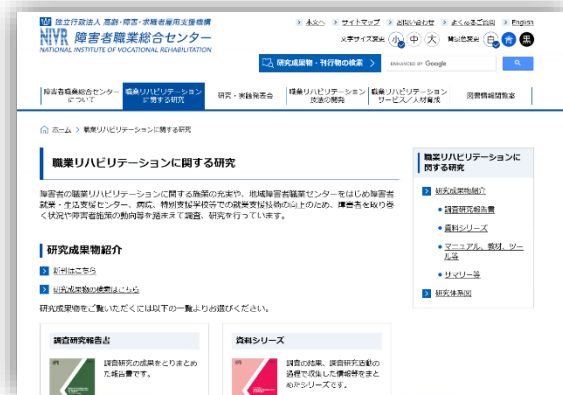 独立行政法人 高齢・障害・求職者雇用支援機構
NIVR 障害者職業総合センター
NATIONAL INSTITUTE OF VOCATIONAL REHABILITATION
本文へ サイトマップ お問い合わせ よくあるご質問 English
文字サイズ変更 小 中 大 背景色変更 白 青 黒
研究成果物・刊行物の検索
ENHANCED BY Google
障害者職業総合センターについて
職業リハビリテーションに関する研究
研究・実践発表会
職業リハビリテーション技法の開発
職業リハビリテーションサービス/人材育成
図書情報閲覧室
ホーム > 職業リハビリテーションに関する研究
職業リハビリテーションに関する研究
障害者の職業リハビリテーションに関する施策の充実や、地域障害者職業センターをはじめ障害者
就業・生活支援センター、病院、特別支援学校等での就業支援技術の向上のため、障害者を取り巻
く状況や障害者施策の動向等を踏まえて調査、研究を行っています。
研究成果物紹介
新刊はこちら
研究成果物の検索はこちら
研究成果物をご覧いただくには以下の一覧よりお選びください。
調査研究報告書
調査研究の成果をとりまとめ
た報告書です。
資料シリーズ
調査の結果、調査研究活動の
過程で収集した情報等をまと
めたシリーズです。
職業リハビリテーションに
関する研究
研究成果物紹介
調査研究報告書
資料シリーズ
マニュアル、教材、ツー
ル等
サマリー等
研究体系図